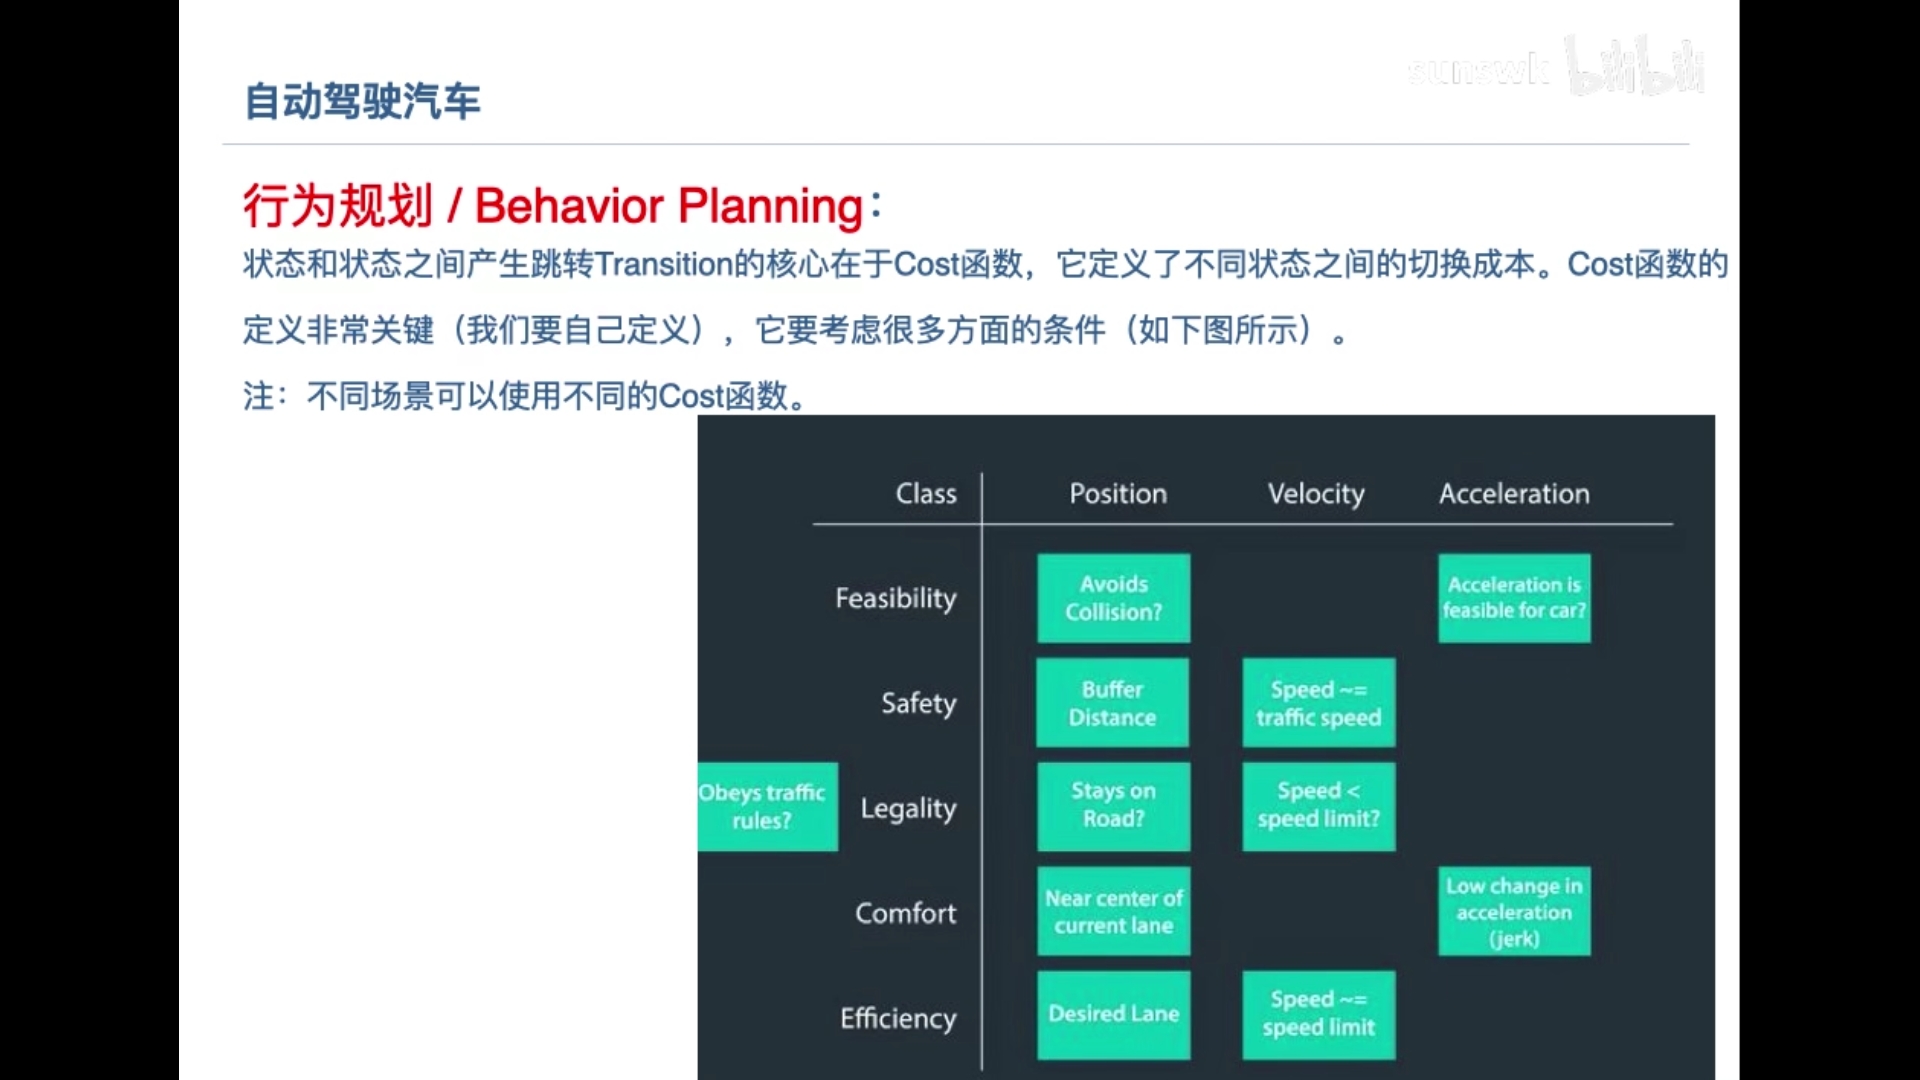 sunswk bilibili
自动驾驶汽车
行为规划 / Behavior Planning：
状态和状态之间产生跳转Transition的核心在于Cost函数，它定义了不同状态之间的切换成本。Cost函数的
定义非常关键（我们要自己定义），它要考虑很多方面的条件（如下图所示）。
注：不同场景可以使用不同的Cost函数。
Class Position Velocity Acceleration
Feasibility
Avoids
Collision?
Acceleration is
feasible for car?
Safety
Buffer
Distance
Speed ~=
traffic speed
Obeys traffic
rules?
Legality
Stays on
Road?
Speed <
speed limit?
Comfort
Near center of
current lane
Low change in
acceleration
(jerk)
Efficiency
Desired Lane
Speed ~=
speed limit